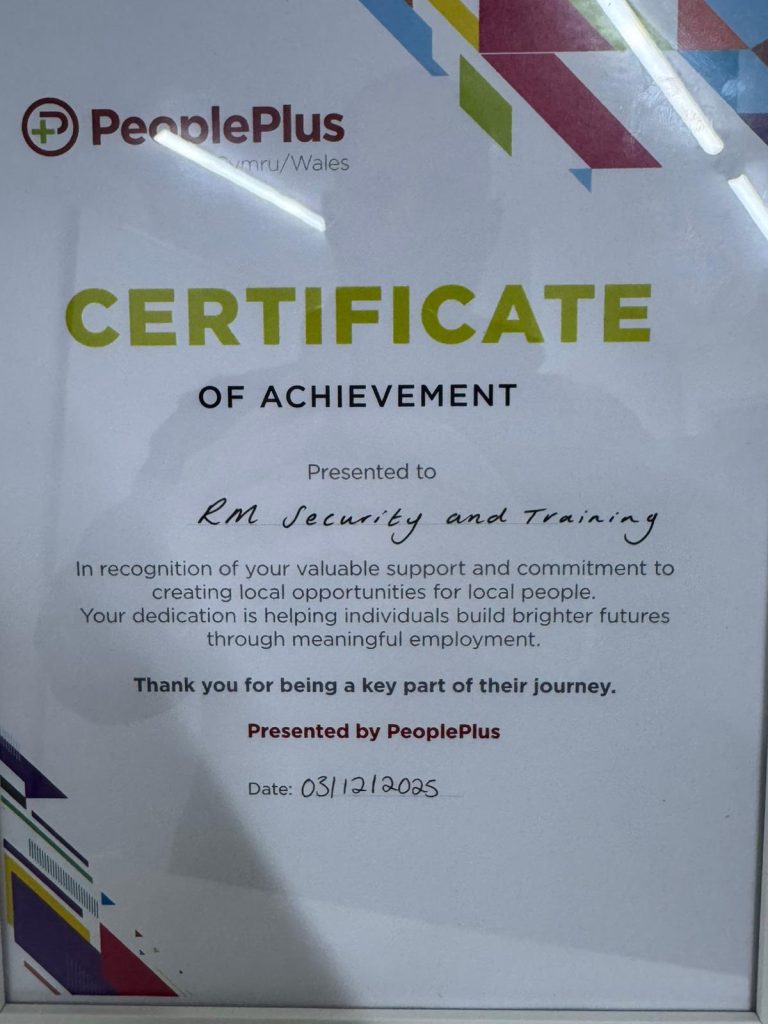 PeoplePlus
Cymru/Wales
CERTIFICATE
OF ACHIEVEMENT
Presented to
RM Security and Training
In recognition of your valuable support and commitment to
creating local opportunities for local people.
Your dedication is helping individuals build brighter futures
through meaningful employment.
Thank you for being a key part of their journey.
Presented by PeoplePlus
Date: 03/12/2025